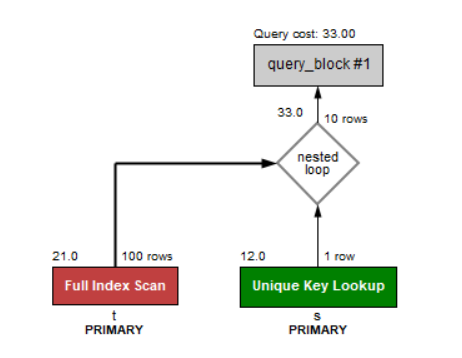 Query cost: 33.00
query_block #1
33.0
10 rows
nested
loop
21.0
100 rows
12.0
1 row
Full Index Scan
Unique Key Lookup
t
s
PRIMARY
PRIMARY